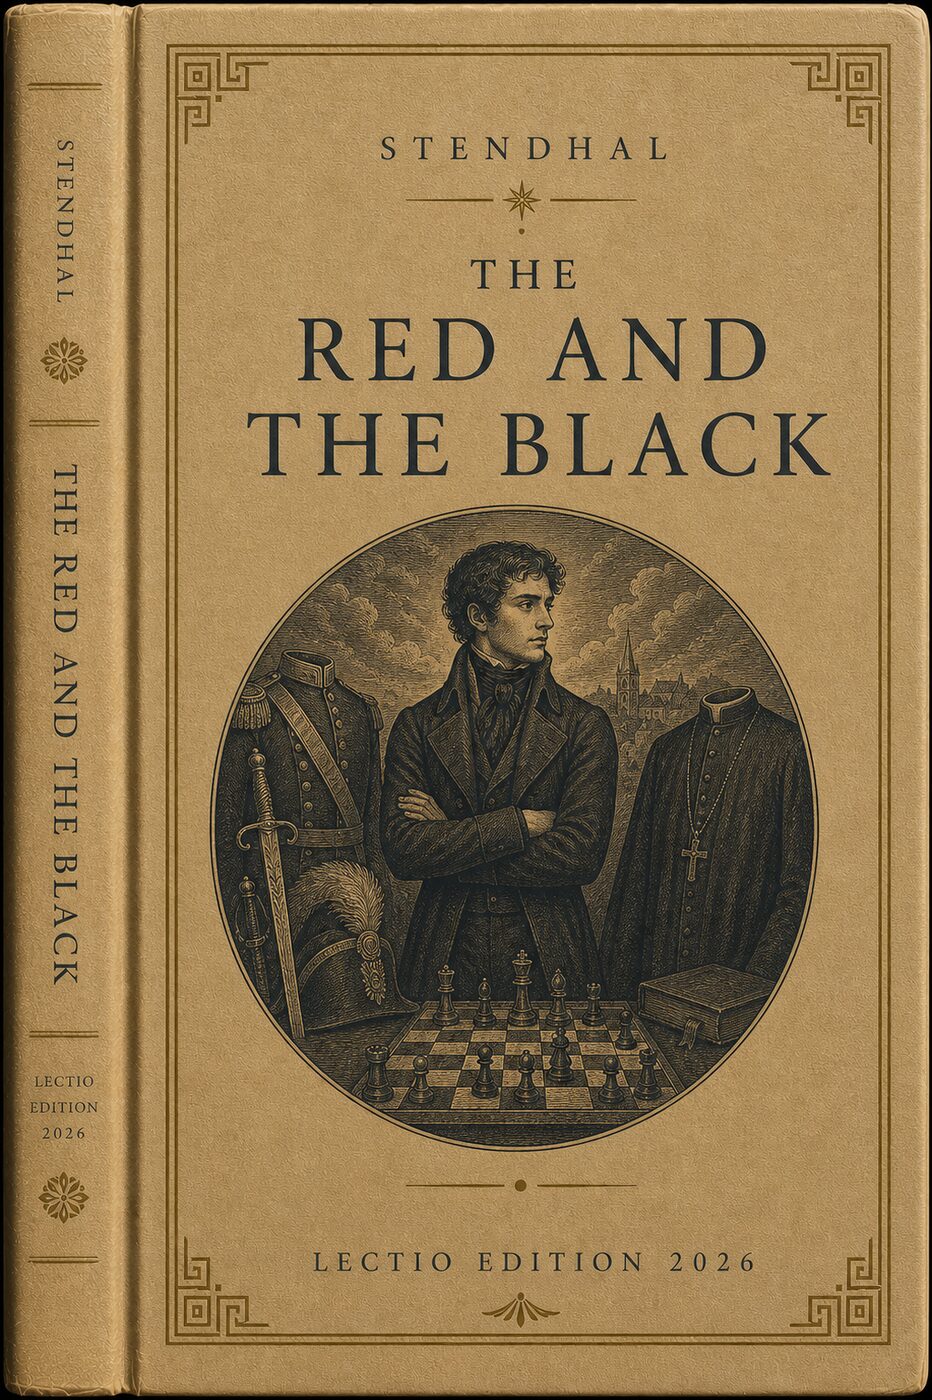 STENDHAL
THE RED AND THE BLACK
LECTIO
EDITION
2026
STENDHAL
THE
RED AND
THE BLACK
LECTIO EDITION 2026